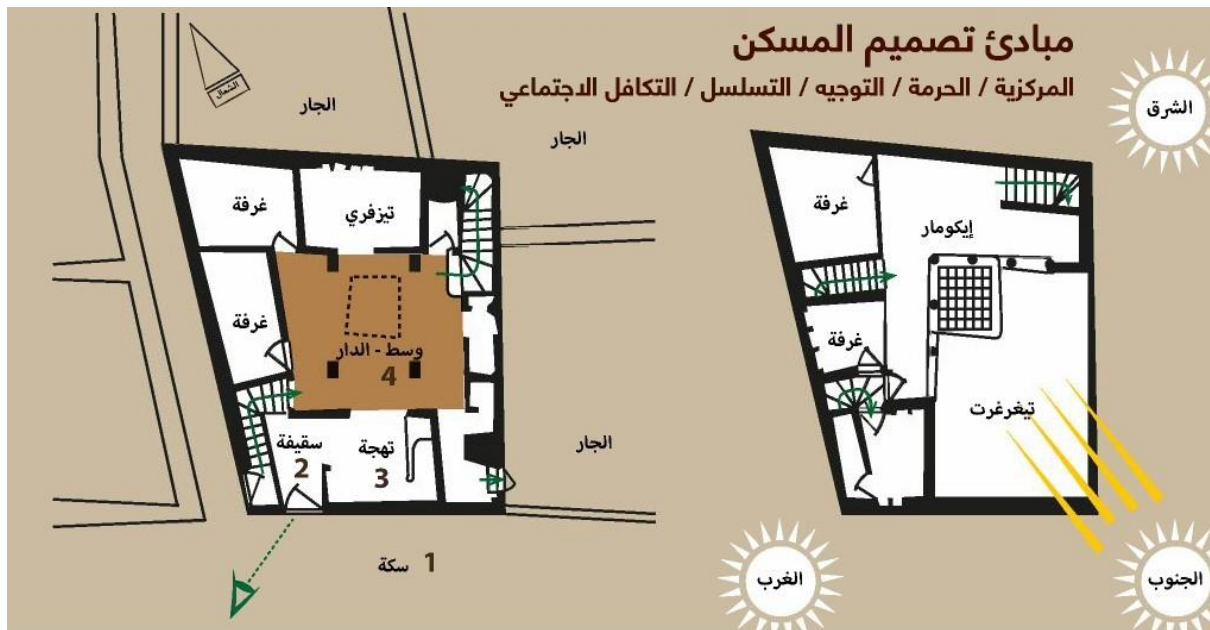 مبادئ تصميم المسكن
المركزية / الحرمة / التوجيه / التسلسل / التكافل الاجتماعي
الشرق
الشمال
الجار
الجار
غرفة
تيزفري
غرفة
وسط - الدار
4
سقيفة
2
تهجة
3
الجار
1 سكة
غرفة
إيكومار
غرفة
تيغرغرت
الغرب
الجنوب